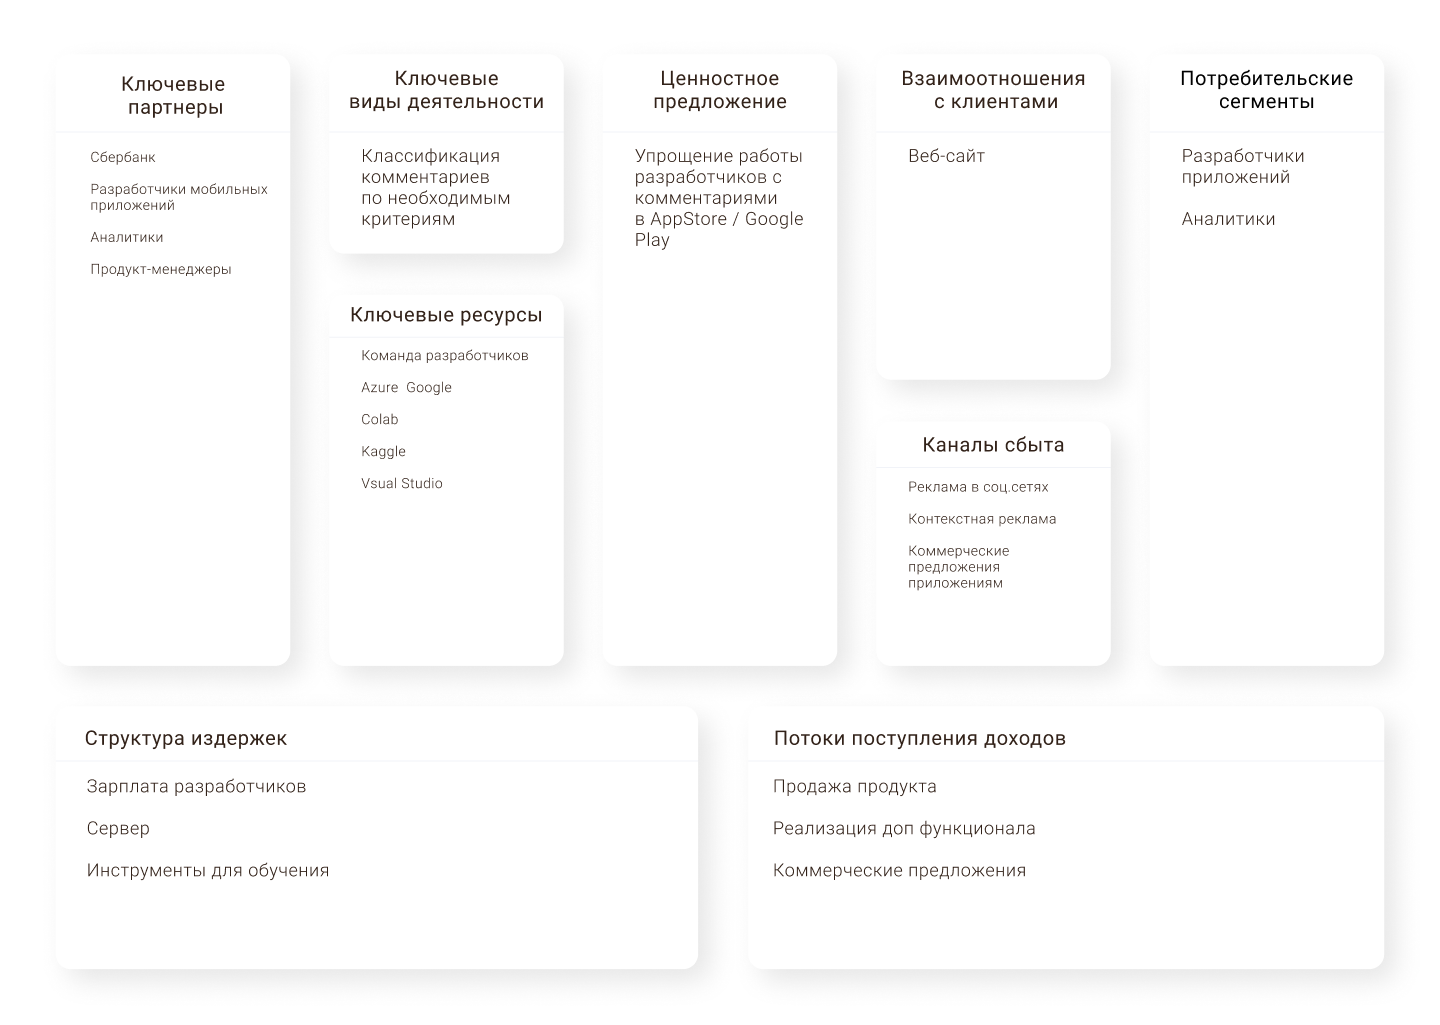 Ключевые
партнеры
Сбербанк
Разработчики мобильных
приложений
Аналитики
Продукт-менеджеры
Ключевые
виды деятельности
Классификация
комментариев
по необходимым
критериям
Ключевые ресурсы
Команда разработчиков
Azure Google
Colab
Kaggle
Vsual Studio
Ценностное
предложение
Упрощение работы
разработчиков с
комментариями
в AppStore / Google
Play
Взаимоотношения
с клиентами
Веб-сайт
Каналы сбыта
Реклама в соц.сетях
Контекстная реклама
Коммерческие
предложения
приложениям
Потребительские
сегменты
Разработчики
приложений
Аналитики
Структура издержек
Зарплата разработчиков
Сервер
Инструменты для обучения
Потоки поступления доходов
Продажа продукта
Реализация доп функционала
Коммерческие предложения